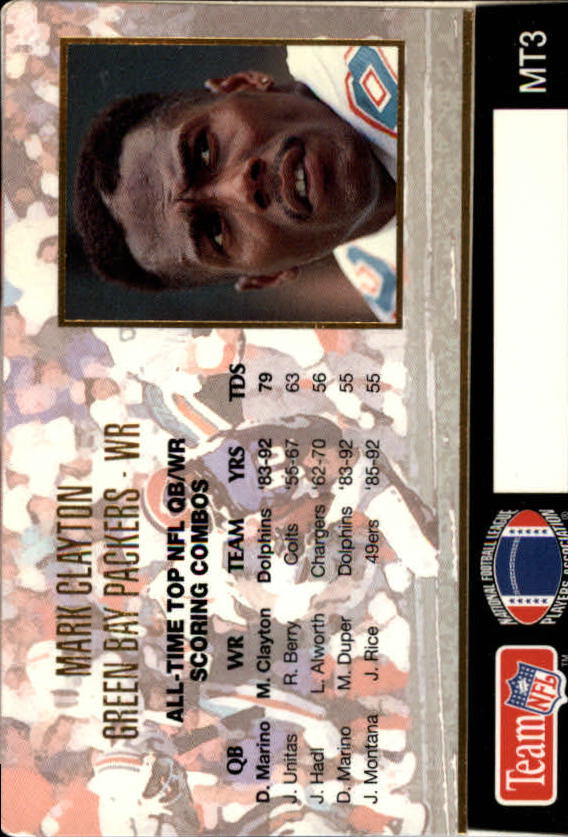 MARK CLAYTON
GREEN BAY PACKERS - WR
ALL-TIME TOP NFL QB/WR
SCORING COMBOS
QB WR TEAM YRS TDS
D. Marino M. Clayton Dolphins '83-92 79
J. Unitas R. Berry Colts '55-67 63
J. Hadl L. Alworth Chargers '62-70 56
D. Marino M. Duper Dolphins '83-92 55
J. Montana J. Rice 49ers '85-92 55
Team NFL™
NATIONAL FOOTBALL LEAGUE
PLAYERS ASSOCIATION®
MT3